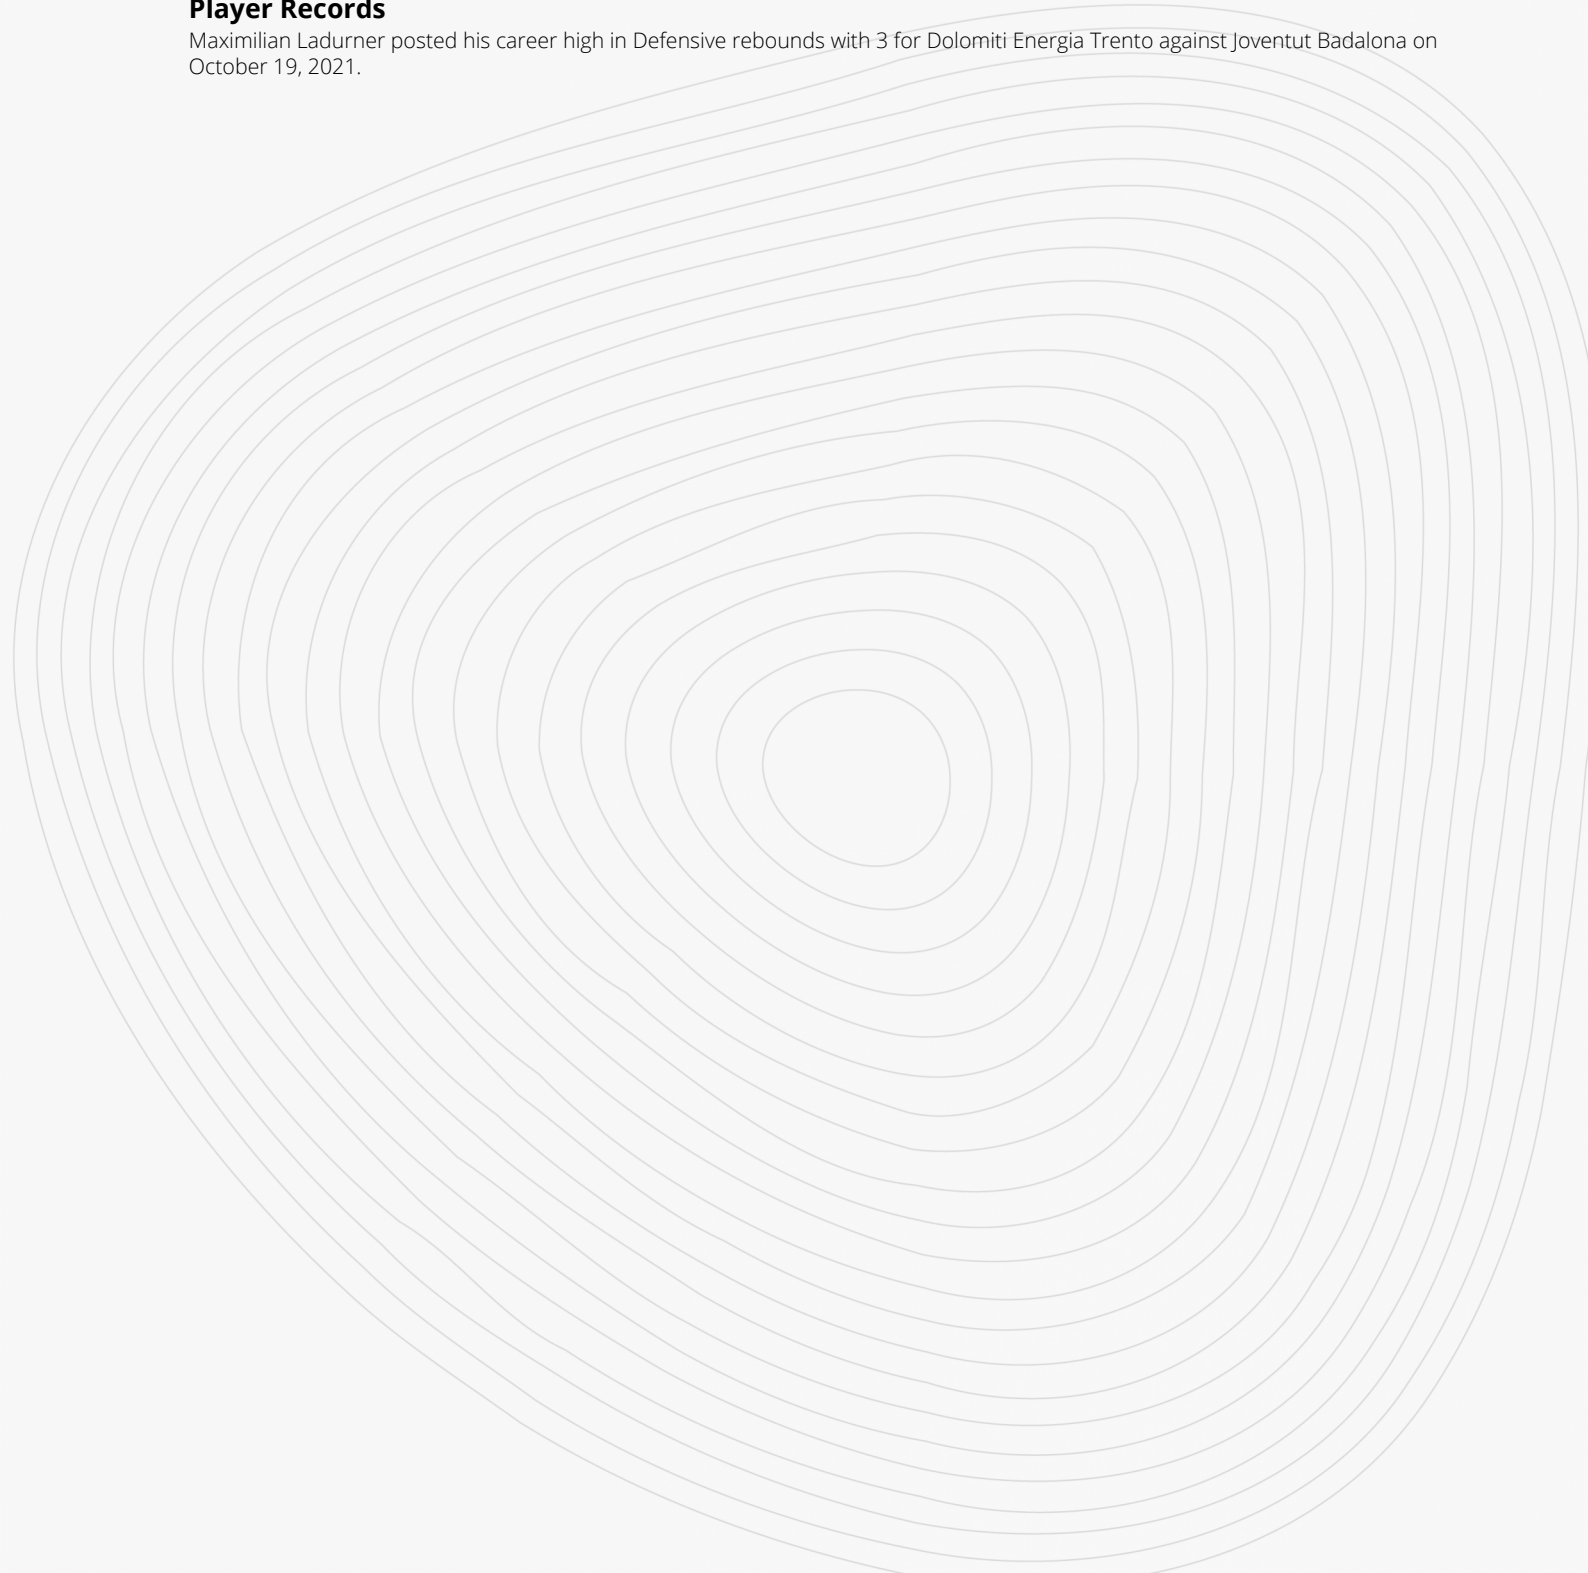 Player Records
Maximilian Ladurner posted his career high in Defensive rebounds with 3 for Dolomiti Energia Trento against Joventut Badalona on
October 19, 2021.